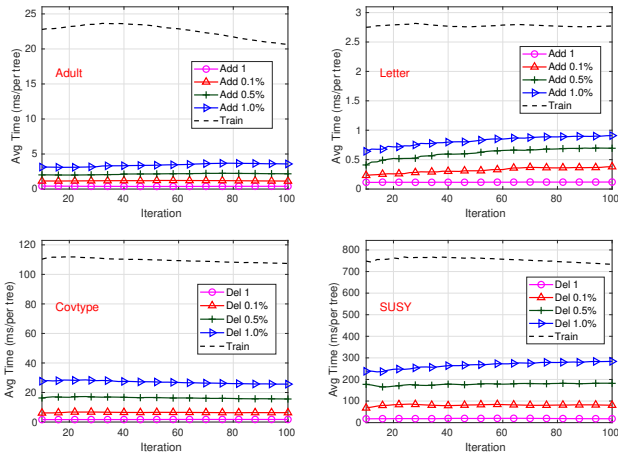 25
20
15
10
5
0
Avg Time (ms/per tree)
Adult
Add 1
Add 0.1%
Add 0.5%
Add 1.0%
Train
20
40
60
80
100
Iteration
3
2.5
2
1.5
1
0.5
0
Avg Time (ms/per tree)
Letter
Add 1
Add 0.1%
Add 0.5%
Add 1.0%
Train
20
40
60
80
100
Iteration
120
100
80
60
40
20
0
Avg Time (ms/per tree)
Covtype
Del 1
Del 0.1%
Del 0.5%
Del 1.0%
Train
20
40
60
80
100
Iteration
800
700
600
500
400
300
200
100
0
Avg Time (ms/per tree)
SUSY
Del 1
Del 0.1%
Del 0.5%
Del 1.0%
Train
20
40
60
80
100
Iteration